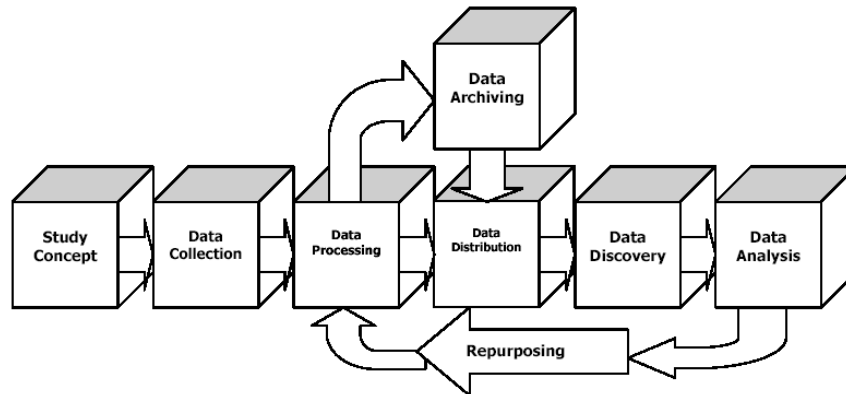 Data
Archiving
Study
Concept
Data
Collection
Data
Processing
Data
Distribution
Data
Discovery
Data
Analysis
Repurposing